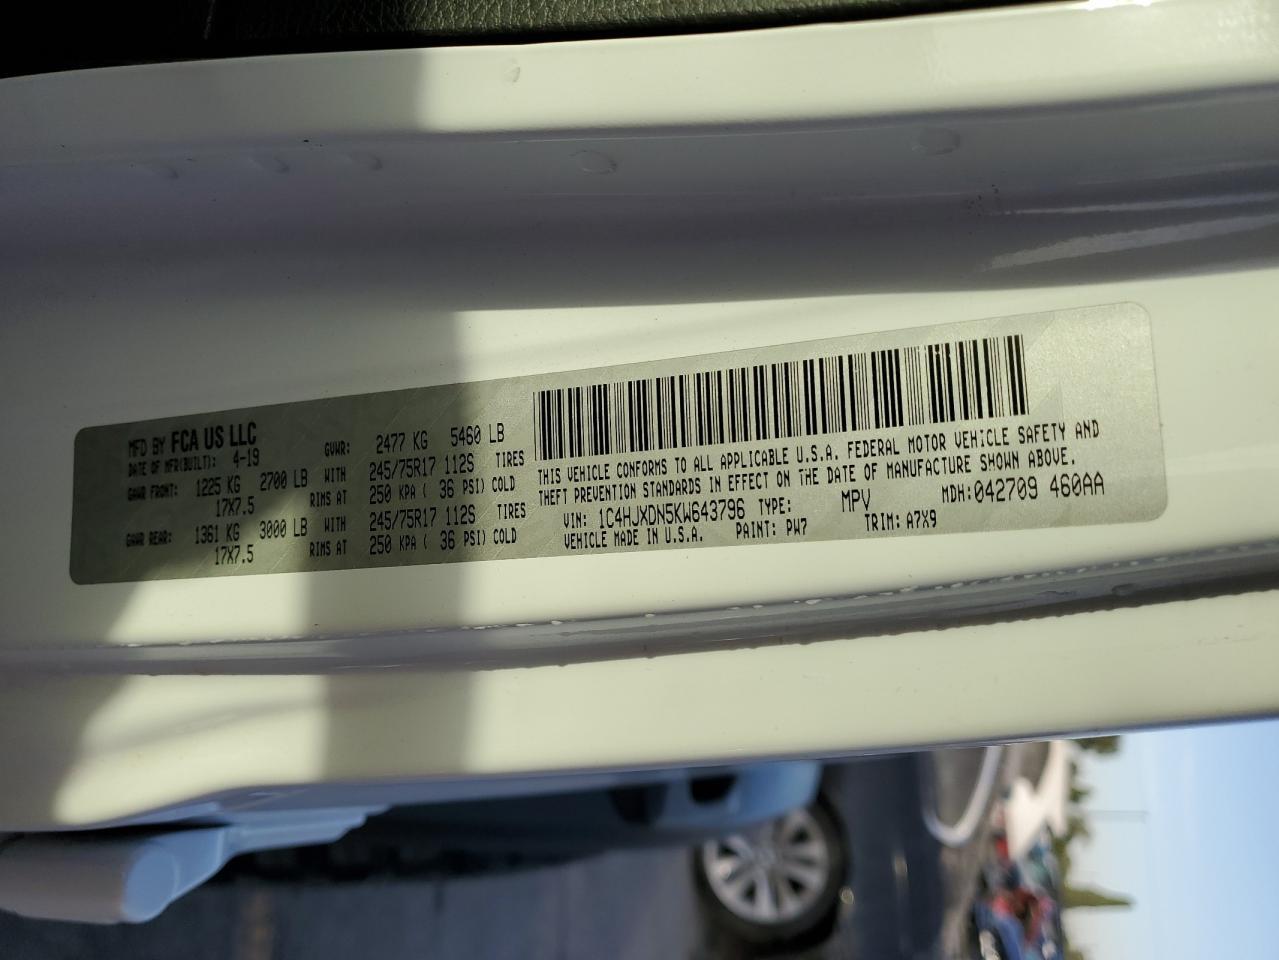 MFD BY FCA US LLC
DATE OF MFR(BUILT): 4-19 GVWR: 2477 KG 5460 LB
GAWR FRONT: 1225 KG 2700 LB WITH 245/75R17 112S TIRES
17X7.5 RIMS AT 250 KPA ( 36 PSI) COLD
GAWR REAR: 1361 KG 3000 LB WITH 245/75R17 112S TIRES
17X7.5 RIMS AT 250 KPA ( 36 PSI) COLD
THIS VEHICLE CONFORMS TO ALL APPLICABLE U.S.A. FEDERAL MOTOR VEHICLE SAFETY AND
THEFT PREVENTION STANDARDS IN EFFECT ON THE DATE OF MANUFACTURE SHOWN ABOVE.
VIN: 1C4HJXDN5KW643796 TYPE: MPV MDH:042709 460AA
VEHICLE MADE IN U.S.A. PAINT: PW7 TRIM: A7X9